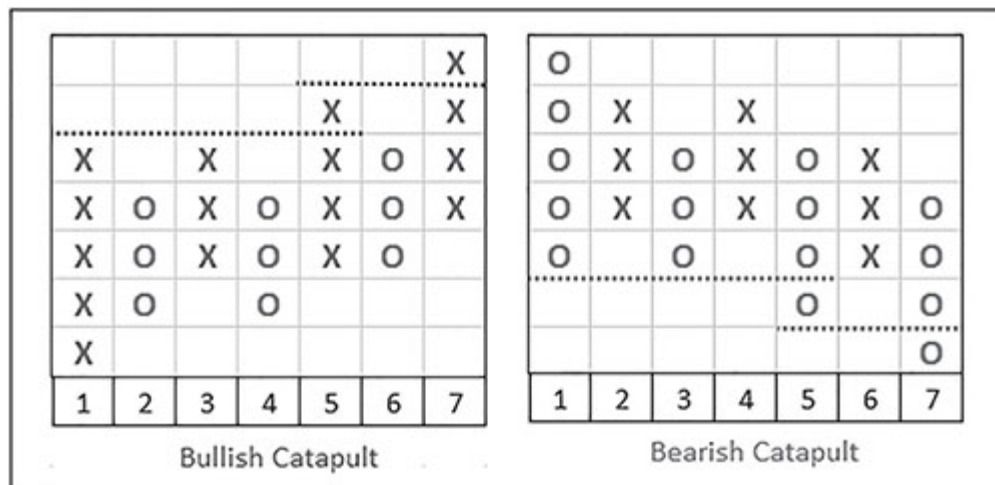 X O
X X O X X
X X X O X O X O O X
X O X O X X O X O X O X O
X O X O X O O O O X O
X O O O O
X O
1 2 3 4 5 6 7 1 2 3 4 5 6 7
Bullish Catapult Bearish Catapult